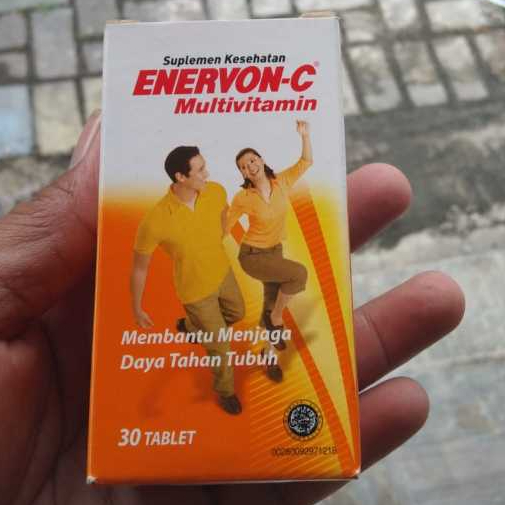 Suplemen Kesehatan
ENERVON-C®
Multivitamin
Membantu Menjaga
Daya Tahan Tubuh
30 TABLET